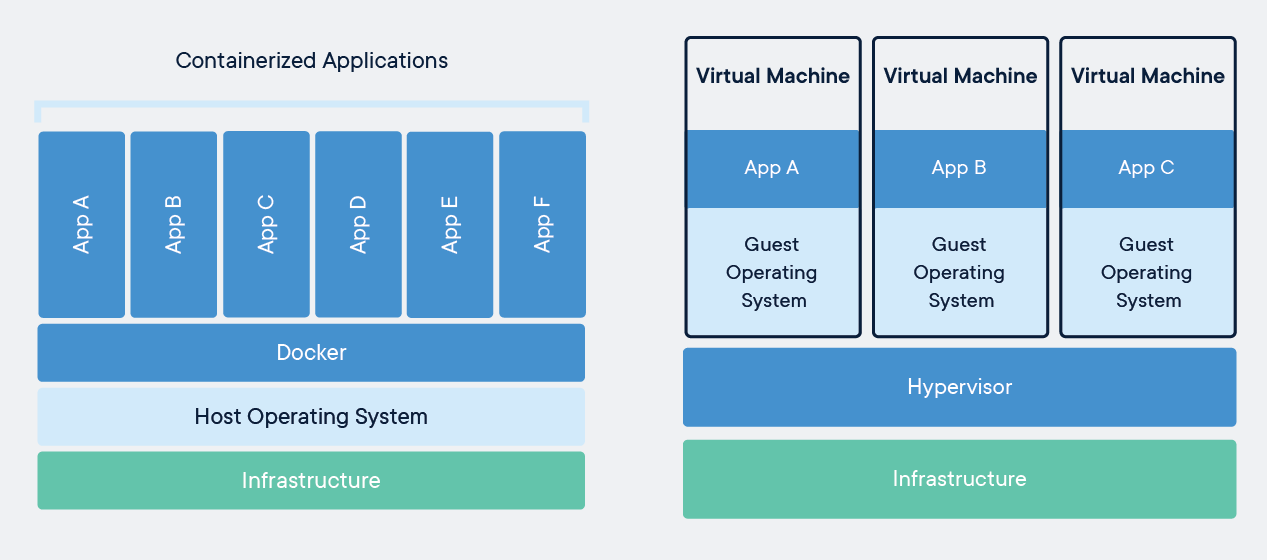 Containerized Applications
App A
App B
App C
App D
App E
App F
Docker
Host Operating System
Infrastructure
Virtual Machine
App A
Guest
Operating
System
Virtual Machine
App B
Guest
Operating
System
Virtual Machine
App C
Guest
Operating
System
Hypervisor
Infrastructure